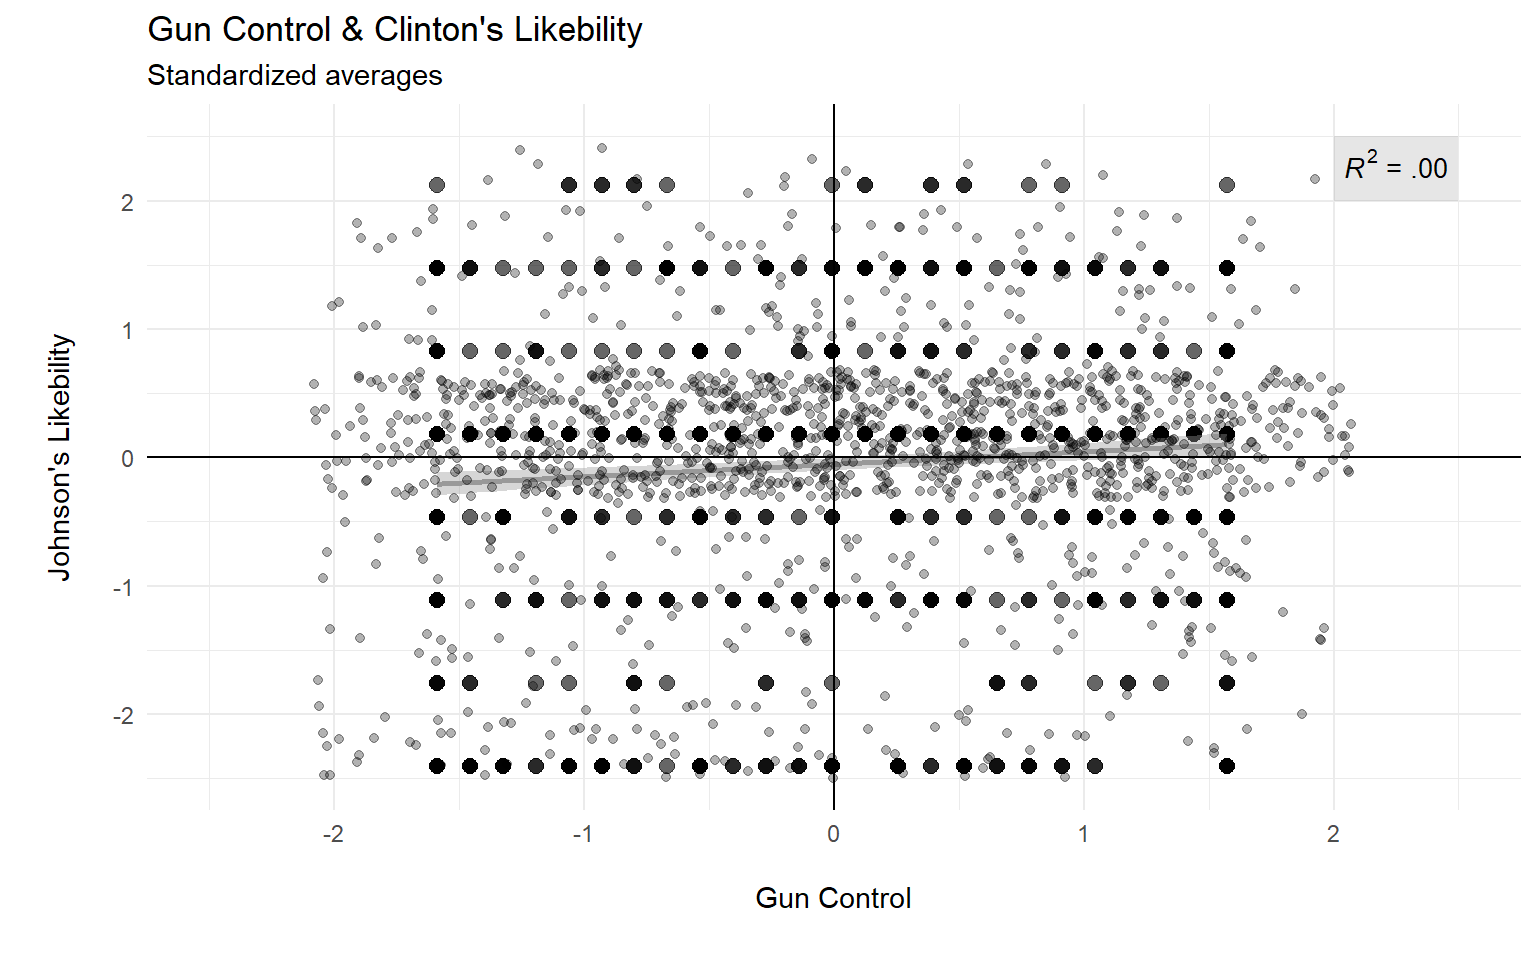 Gun Control & Clinton's Likebility
Standardized averages
R² = .00
Johnson's Likebility
2
1
0
-1
-2
-2
-1
0
1
2
Gun Control